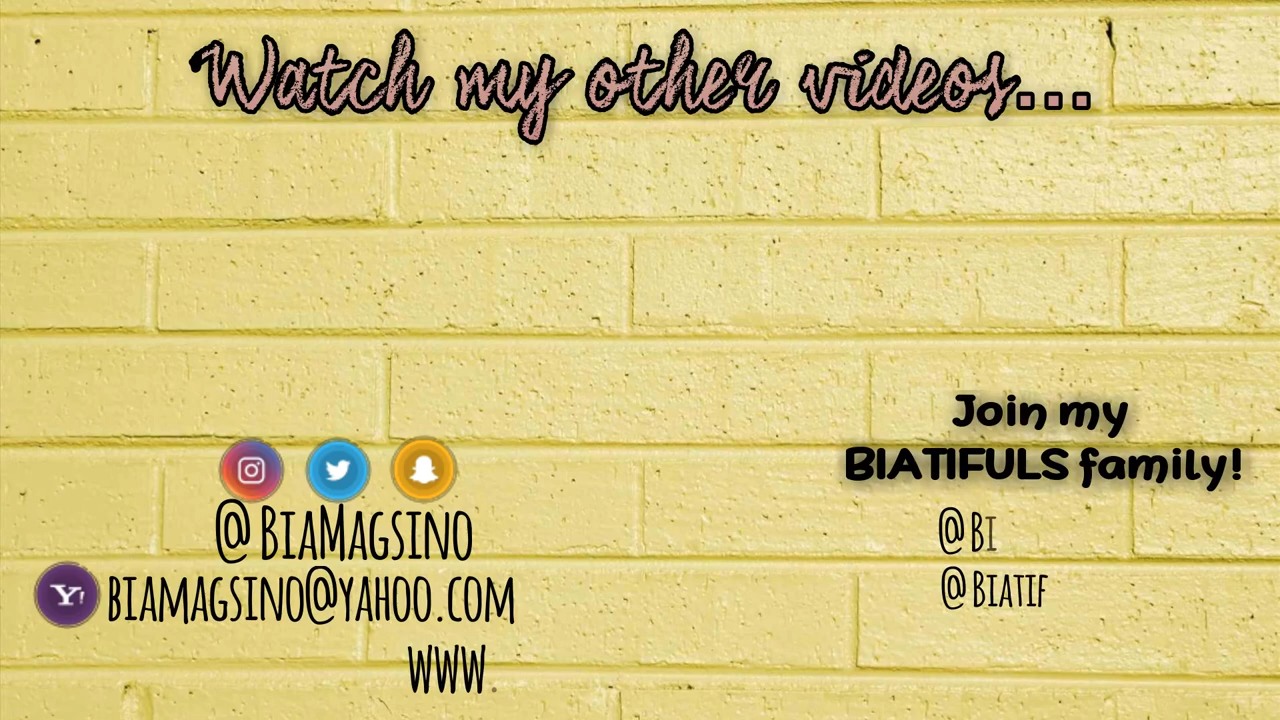 Watch my other videos...
Join my
BIATIFULS family!
@BiaMagsino
biamagsino@yahoo.com
www.
@Bi
@Biatif